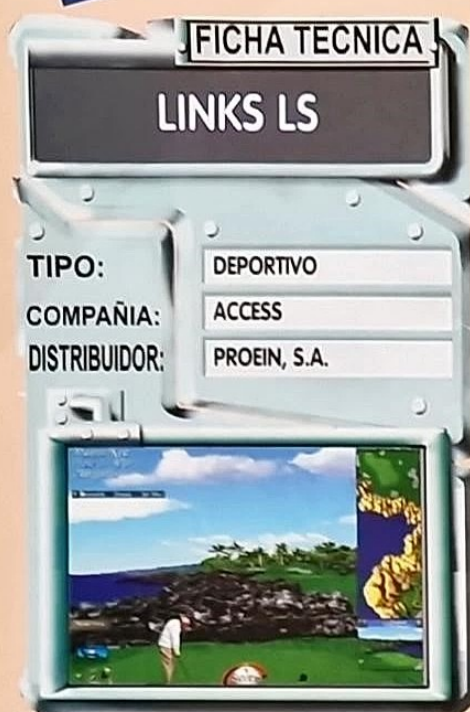 FICHA TECNICA
LINKS LS
TIPO: DEPORTIVO
COMPAÑIA: ACCESS
DISTRIBUIDOR: PROEIN, S.A.